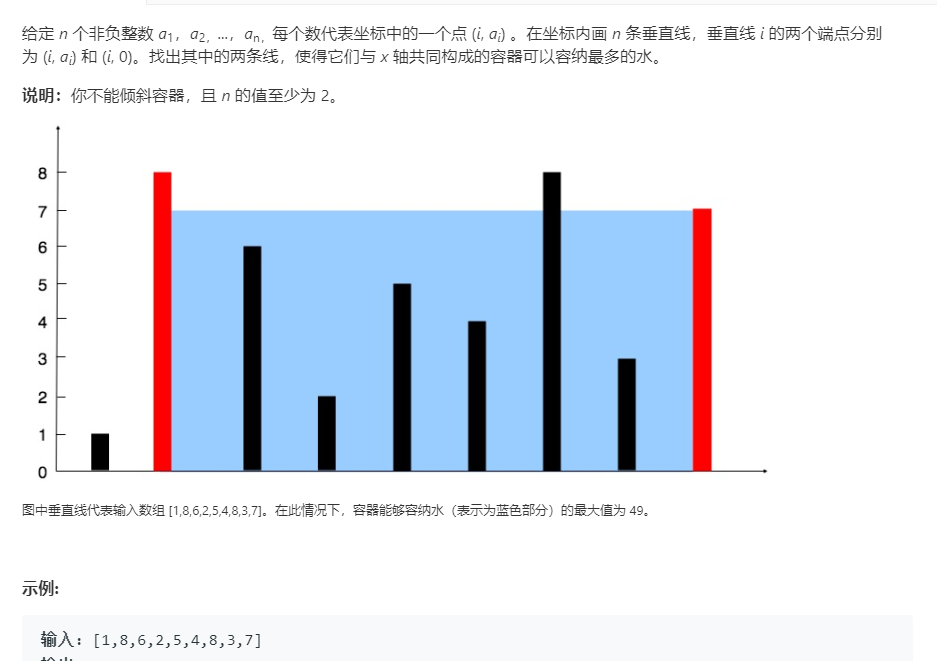 给定 n 个非负整数 a1，a2，...，an，每个数代表坐标中的一个点 (i, ai) 。在坐标内画 n 条垂直线，垂直线 i 的两个端点分别
为 (i, ai) 和 (i, 0)。找出其中的两条线，使得它们与 x 轴共同构成的容器可以容纳最多的水。
说明：你不能倾斜容器，且 n 的值至少为 2。
8
7
6
5
4
3
2
1
0
图中垂直线代表输入数组 [1,8,6,2,5,4,8,3,7]。在此情况下，容器能够容纳水（表示为蓝色部分）的最大值为 49。
示例:
输入: [1,8,6,2,5,4,8,3,7]